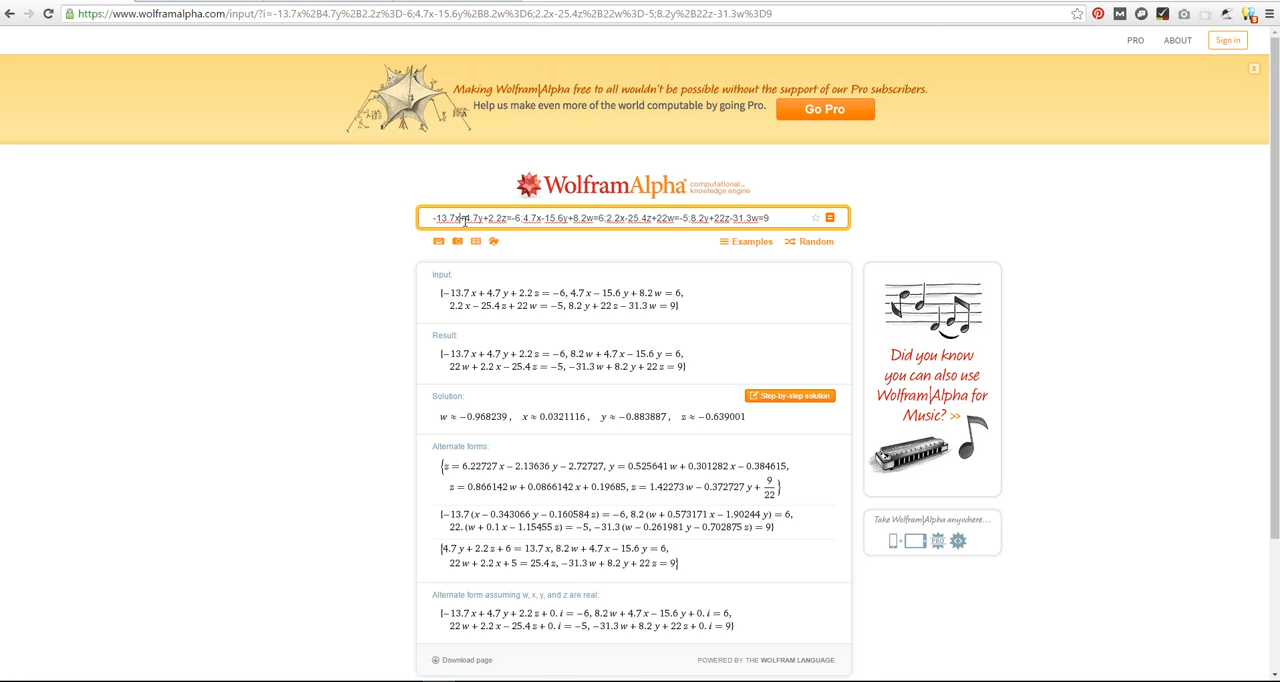 https://www.wolframalpha.com/input/?i=-13.7x%2B4.7y%2B2.2z%3D-6;4.7x-15.6y%2B8.2w%3D6;2.2x-25.4z%2B22w%3D-5;8.2y%2B22z-31.3w%3D9
PRO ABOUT Sign in
Making Wolfram|Alpha free to all wouldn't be possible without the support of our Pro subscribers.
Help us make even more of the world computable by going Pro. Go Pro
x
WolframAlpha computational knowledge engine
-13.7x+4.7y+2.2z=-6;4.7x-15.6y+8.2w=6;2.2x-25.4z+22w=-5;8.2y+22z-31.3w=9
Examples Random
Input:
{−13.7 x + 4.7 y + 2.2 z = −6, 4.7 x − 15.6 y + 8.2 w = 6,
2.2 x − 25.4 z + 22 w = −5, 8.2 y + 22 z − 31.3 w = 9}
Result:
{−13.7 x + 4.7 y + 2.2 z = −6, 8.2 w + 4.7 x − 15.6 y = 6,
22 w + 2.2 x − 25.4 z = −5, −31.3 w + 8.2 y + 22 z = 9}
Solution:
Step-by-step solution
w ≈ −0.968239, x ≈ 0.0321116, y ≈ −0.883887, z ≈ −0.639001
Alternate forms:
{z = 6.22727 x − 2.13636 y − 2.72727, y = 0.525641 w + 0.301282 x − 0.384615,
z = 0.866142 w + 0.0866142 x + 0.19685, z = 1.42273 w − 0.372727 y + 9/22}
{−13.7 (x − 0.343066 y − 0.160584 z) = −6, 8.2 (w + 0.573171 x − 1.90244 y) = 6,
22. (w + 0.1 x − 1.15455 z) = −5, −31.3 (w − 0.261981 y − 0.702875 z) = 9}
{4.7 y + 2.2 z + 6 = 13.7 x, 8.2 w + 4.7 x − 15.6 y = 6,
22 w + 2.2 x + 5 = 25.4 z, −31.3 w + 8.2 y + 22 z = 9}
Alternate form assuming w, x, y, and z are real:
{−13.7 x + 4.7 y + 2.2 z + 0. i = −6, 8.2 w + 4.7 x − 15.6 y + 0. i = 6,
22 w + 2.2 x − 25.4 z + 0. i = −5, −31.3 w + 8.2 y + 22 z + 0. i = 9}
Download page
POWERED BY THE WOLFRAM LANGUAGE
Did you know
you can also use
Wolfram|Alpha for
Music? >>
Take Wolfram|Alpha anywhere...
PRO